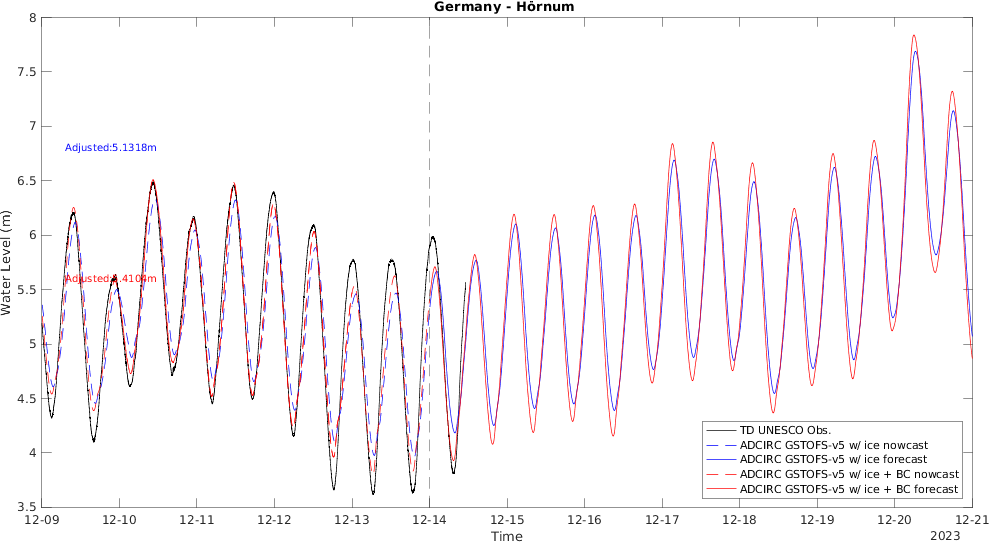 Germany - Hörnum
8
7.5
7
6.5
6
5.5
5
4.5
4
3.5
Water Level (m)
Adjusted:5.1318m
12-09
12-10
12-11
12-12
12-13
12-14
12-15
12-16
12-17
12-18
12-19
12-20
12-21
2023
Time
TD UNESCO Obs.
ADCIRC GSTOFS-v5 w/ ice nowcast
ADCIRC GSTOFS-v5 w/ ice forecast
ADCIRC GSTOFS-v5 w/ ice + BC nowcast
ADCIRC GSTOFS-v5 w/ ice + BC forecast